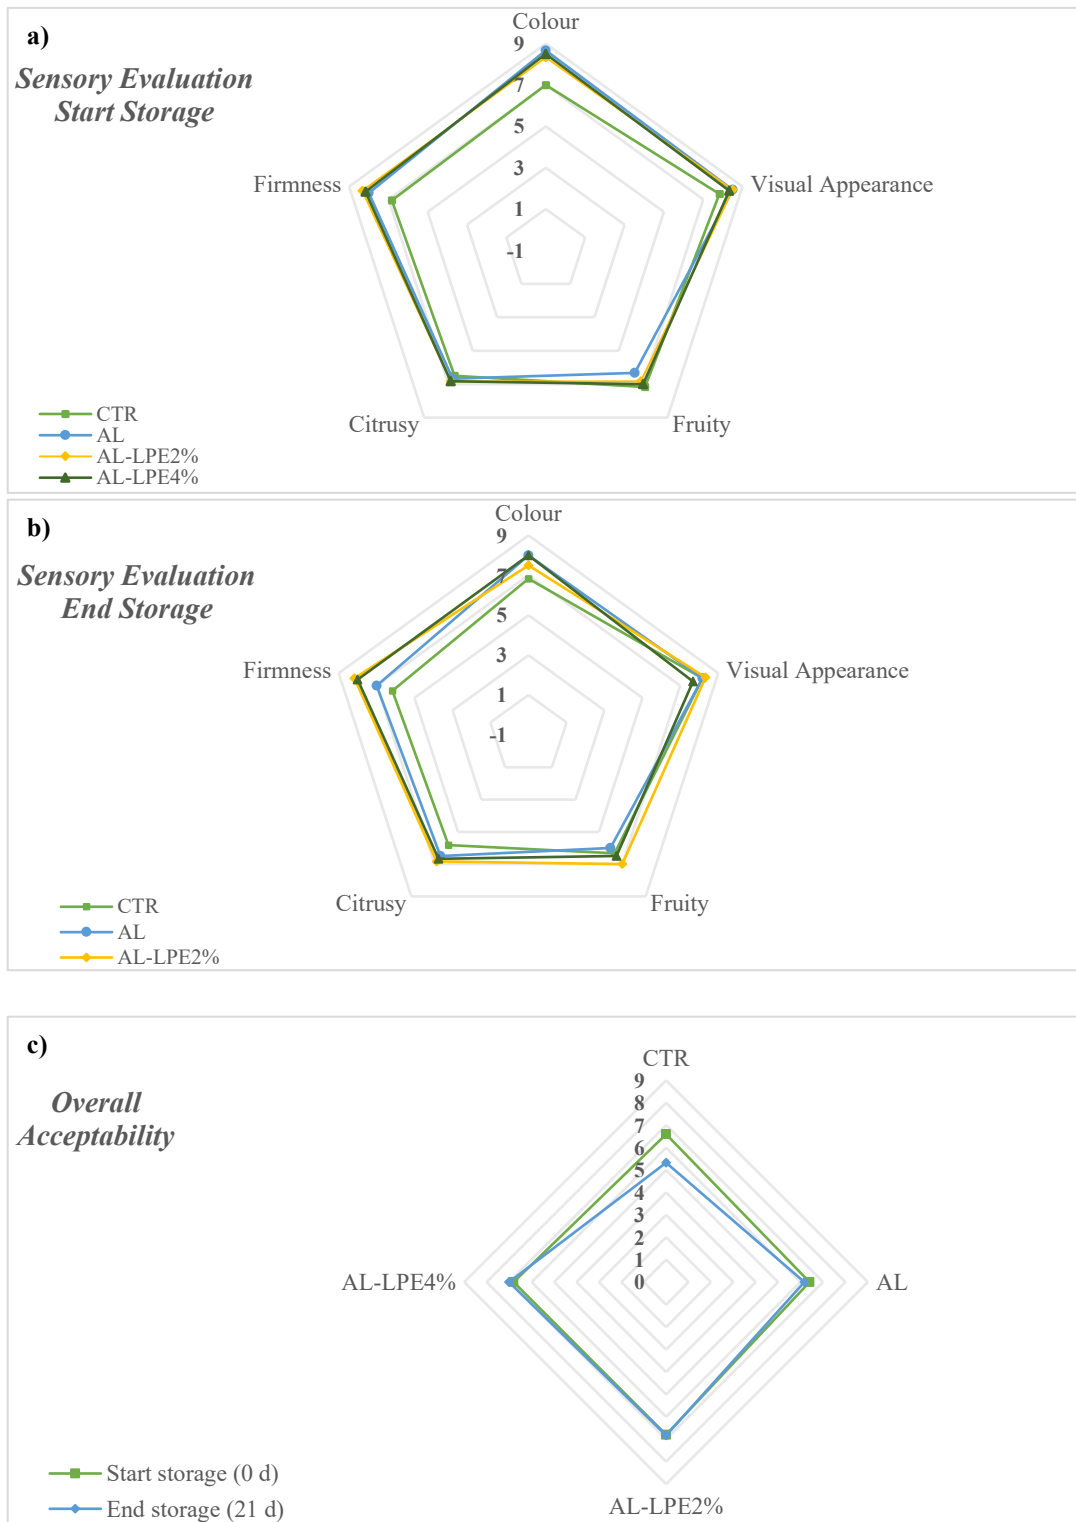 a)
Sensory Evaluation
Start Storage
Colour
9
7
5
3
1
-1
Firmness
Visual Appearance
Citrusy
Fruity
CTR
AL
AL-LPE2%
AL-LPE4%
b)
Sensory Evaluation
End Storage
Colour
9
7
5
3
1
-1
Firmness
Visual Appearance
Citrusy
Fruity
CTR
AL
AL-LPE2%
c)
Overall
Acceptability
CTR
9
8
7
6
5
4
3
2
1
0
AL-LPE4%
AL
AL-LPE2%
Start storage (0 d)
End storage (21 d)